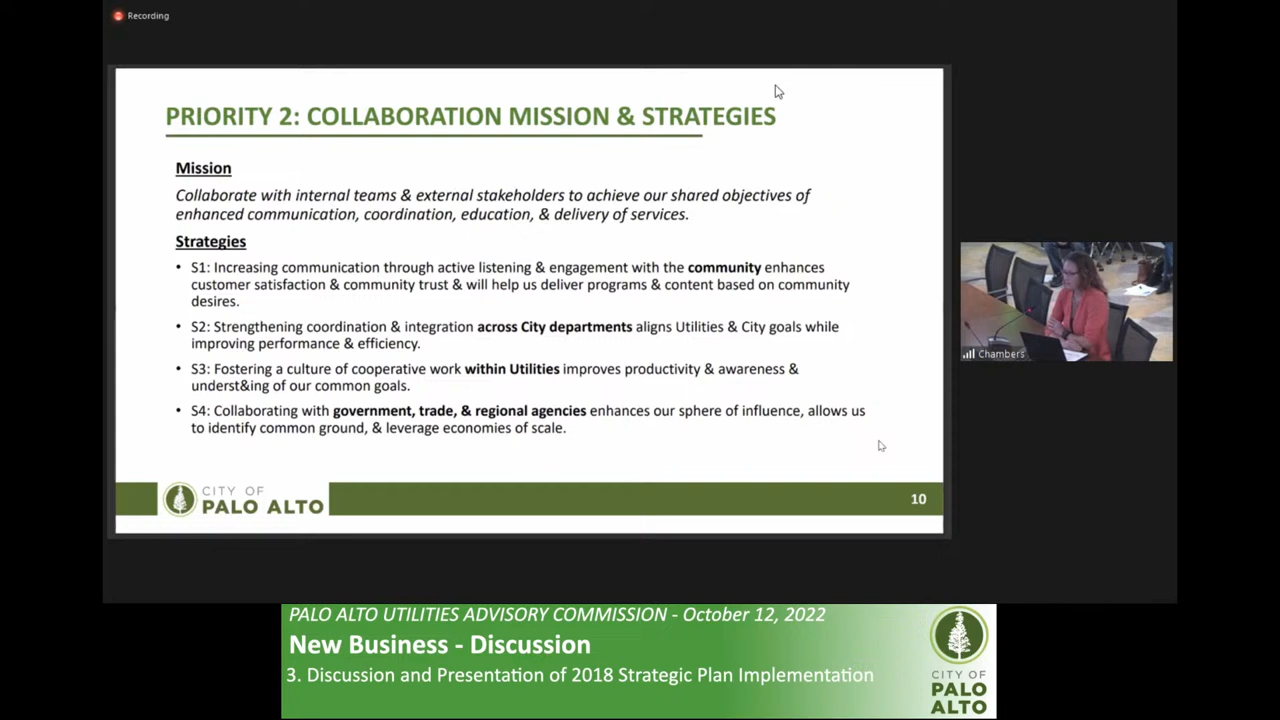 Recording
PRIORITY 2: COLLABORATION MISSION & STRATEGIES
Mission
Collaborate with internal teams & external stakeholders to achieve our shared objectives of
enhanced communication, coordination, education, & delivery of services.
Strategies
• S1: Increasing communication through active listening & engagement with the community enhances
customer satisfaction & community trust & will help us deliver programs & content based on community
desires.
• S2: Strengthening coordination & integration across City departments aligns Utilities & City goals while
improving performance & efficiency.
• S3: Fostering a culture of cooperative work within Utilities improves productivity & awareness &
underst&ing of our common goals.
• S4: Collaborating with government, trade, & regional agencies enhances our sphere of influence, allows us
to identify common ground, & leverage economies of scale.
CITY OF
PALO ALTO
10
Chambers
PALO ALTO UTILITIES ADVISORY COMMISSION - October 12, 2022
New Business - Discussion
3. Discussion and Presentation of 2018 Strategic Plan Implementation
CITY OF
PALO
ALTO